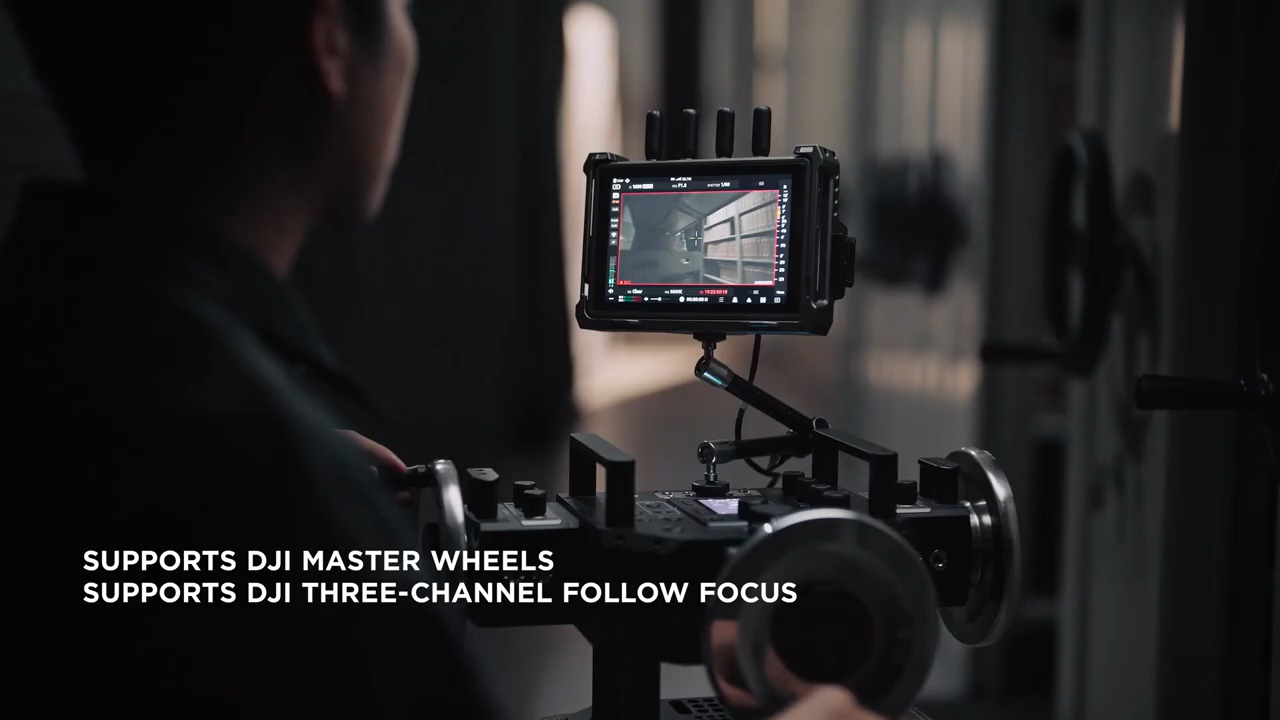 SUPPORTS DJI MASTER WHEELS
SUPPORTS DJI THREE-CHANNEL FOLLOW FOCUS